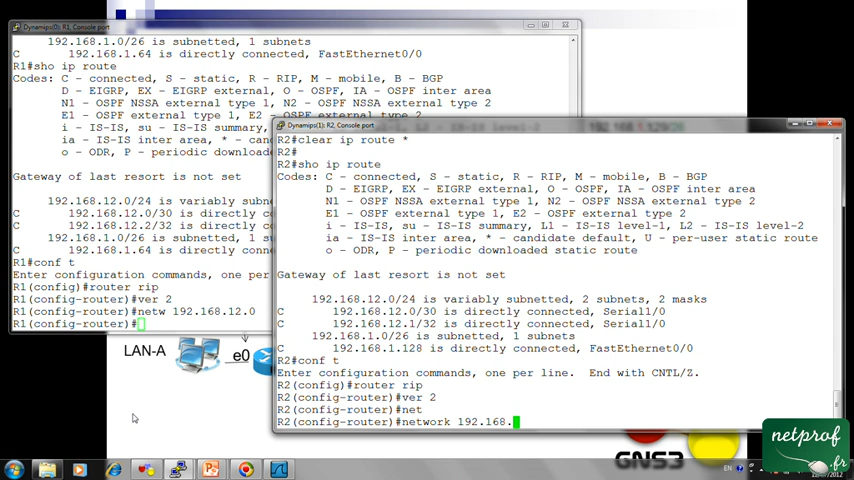 Dynamips(0): R1, Console port
192.168.1.0/26 is subnetted, 1 subnets
C 192.168.1.64 is directly connected, FastEthernet0/0
R1#sho ip route
Codes: C - connected, S - static, R - RIP, M - mobile, B - BGP
D - EIGRP, EX - EIGRP external, O - OSPF, IA - OSPF inter area
N1 - OSPF NSSA external type 1, N2 - OSPF NSSA external type 2
E1 - OSPF external type 1, E2 - OSPF external type 2
i - IS-IS, su - IS-IS summary,
ia - IS-IS inter area, * -
o - ODR, P - periodic downloaded
Gateway of last resort is not set
192.168.12.0/24 is variably subne
C 192.168.12.0/30 is directly co
C 192.168.12.2/32 is directly co
192.168.1.0/26 is subnetted, 1 su
C 192.168.1.64 is directly connec
R1#conf t
Enter configuration commands, one per
R1(config)#router rip
R1(config-router)#ver 2
R1(config-router)#netw 192.168.12.0
R1(config-router)#
Dynamips(1): R2, Console port
R2#clear ip route *
R2#
R2#sho ip route
Codes: C - connected, S - static, R - RIP, M - mobile, B - BGP
D - EIGRP, EX - EIGRP external, O - OSPF, IA - OSPF inter area
N1 - OSPF NSSA external type 1, N2 - OSPF NSSA external type 2
E1 - OSPF external type 1, E2 - OSPF external type 2
i - IS-IS, su - IS-IS summary, L1 - IS-IS level-1, L2 - IS-IS level-2
ia - IS-IS inter area, * - candidate default, U - per-user static route
o - ODR, P - periodic downloaded static route
Gateway of last resort is not set
192.168.12.0/24 is variably subnetted, 2 subnets, 2 masks
C 192.168.12.0/30 is directly connected, Serial1/0
C 192.168.12.1/32 is directly connected, Serial1/0
192.168.1.0/26 is subnetted, 1 subnets
C 192.168.1.128 is directly connected, FastEthernet0/0
R2#conf t
Enter configuration commands, one per line. End with CNTL/Z.
R2(config)#router rip
R2(config-router)#ver 2
R2(config-router)#net
R2(config-router)#network 192.168.
LAN-A
e0
GNS3
netprof
.fr
EN